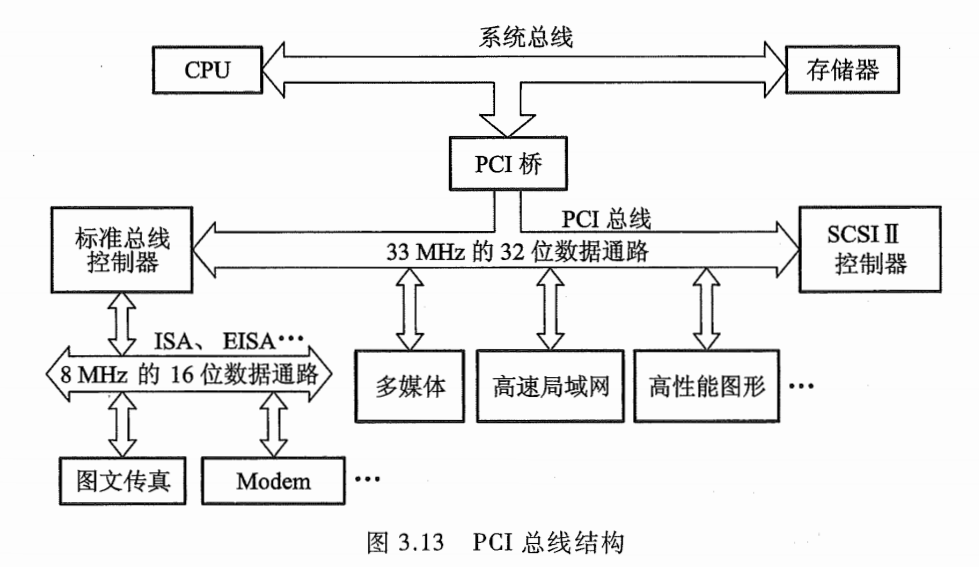 系统总线
CPU
存储器
PCI 桥
PCI 总线
标准总线
控制器
33 MHz 的 32 位数据通路
SCSI Ⅱ
控制器
ISA、 EISA…
8 MHz 的 16 位数据通路
多媒体
高速局域网
高性能图形
…
图文传真
Modem
…
图 3.13 PCI 总线结构